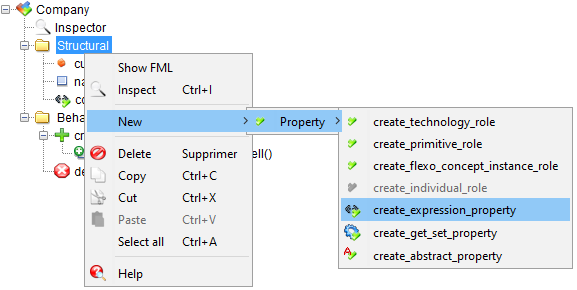 Company
Inspector
Structural
cu
na
co
Beha
cr
ell()
de
Show FML
Inspect Ctrl+I
New
Delete Supprimer
Copy Ctrl+C
Cut Ctrl+X
Paste Ctrl+V
Select all Ctrl+A
Help
Property
create_technology_role
create_primitive_role
create_flexo_concept_instance_role
create_individual_role
create_expression_property
create_get_set_property
create_abstract_property